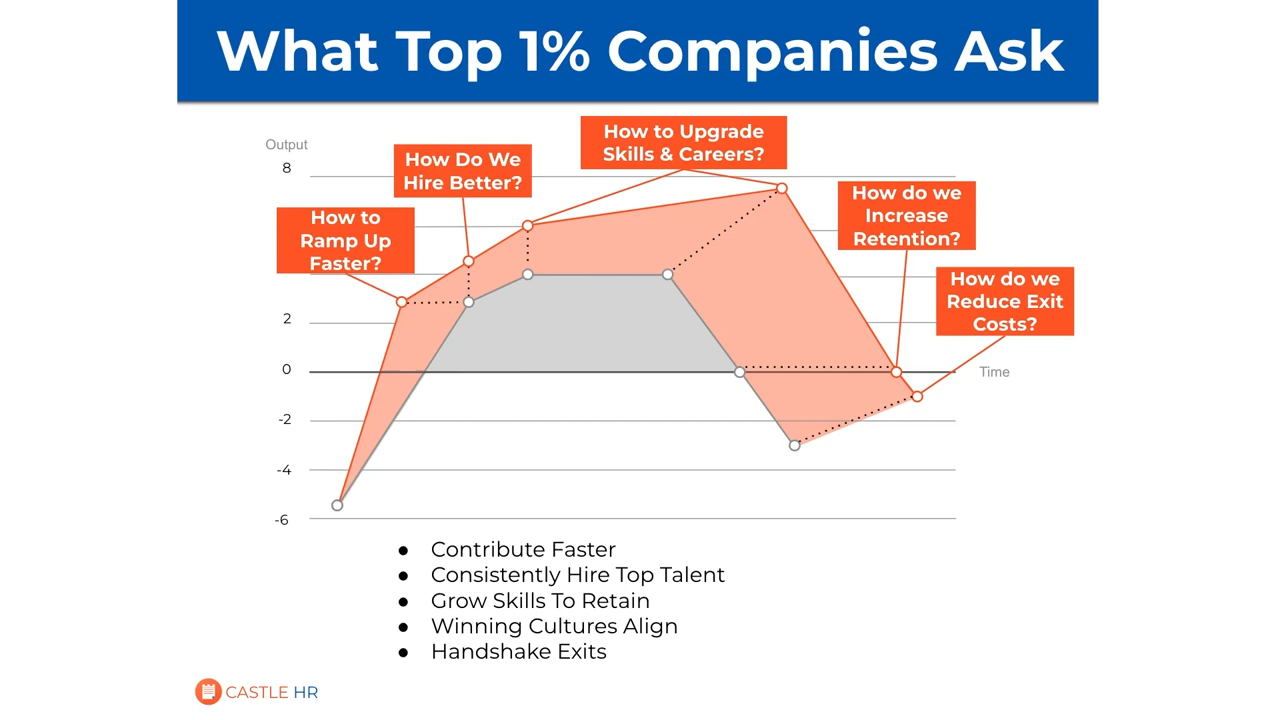 What Top 1% Companies Ask
Output
8
How to Upgrade
Skills & Careers?
How Do We
Hire Better?
How do we
Increase
Retention?
How to
Ramp Up
Faster?
How do we
Reduce Exit
Costs?
2
0
Time
-2
-4
-6
● Contribute Faster
● Consistently Hire Top Talent
● Grow Skills To Retain
● Winning Cultures Align
● Handshake Exits
CASTLE HR